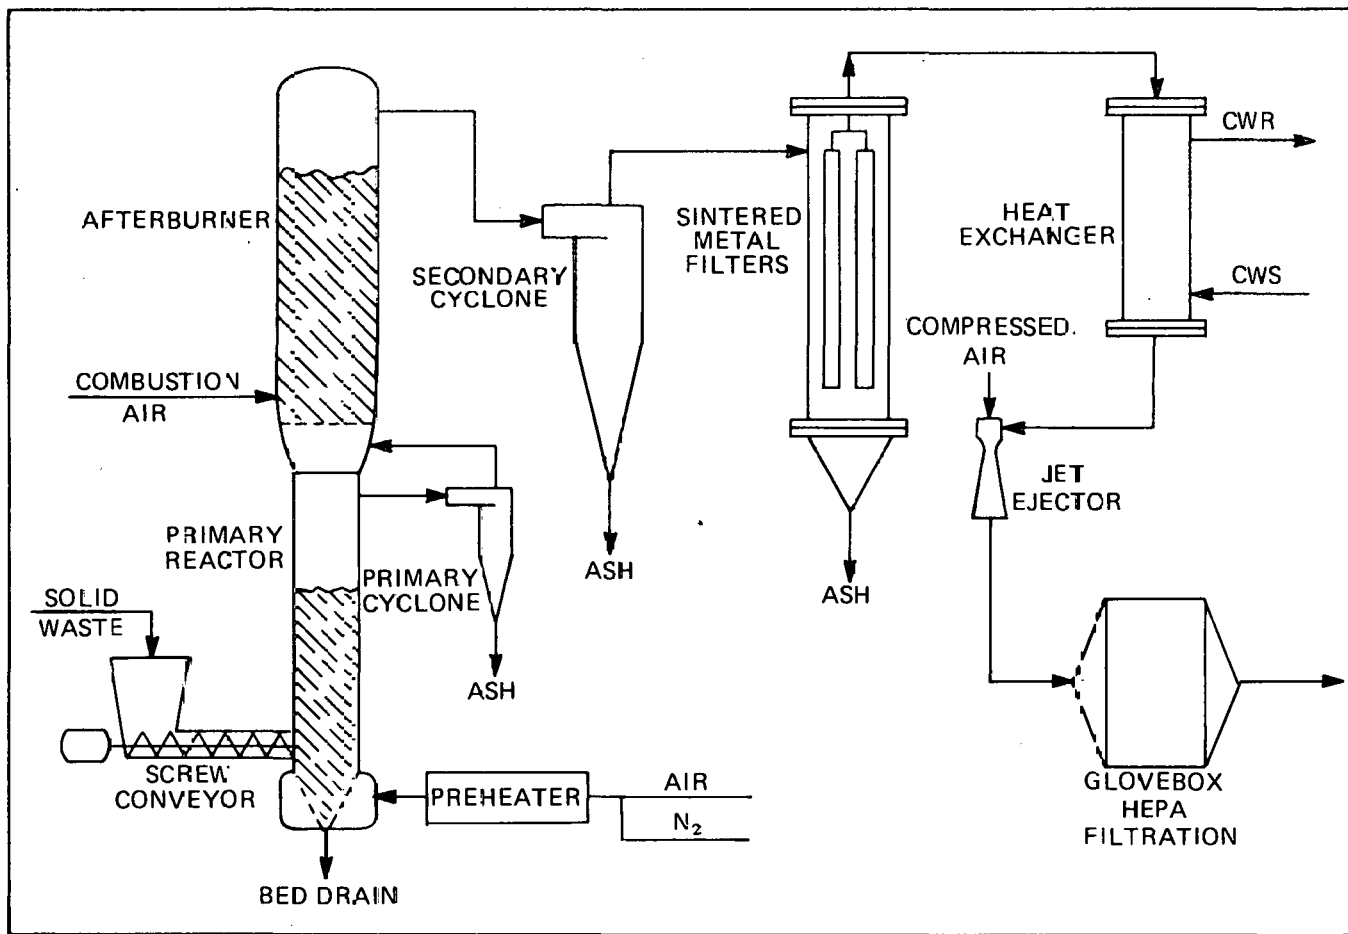 CWR
AFTERBURNER
SINTERED
METAL
FILTERS
HEAT
EXCHANGER
SECONDARY
CYCLONE
CWS
COMPRESSED.
AIR
COMBUSTION
AIR
JET
EJECTOR
PRIMARY
REACTOR
PRIMARY
CYCLONE
ASH
ASH
SOLID
WASTE
ASH
SCREW
CONVEYOR
PREHEATER
AIR
N₂
GLOVEBOX
HEPA
FILTRATION
BED DRAIN